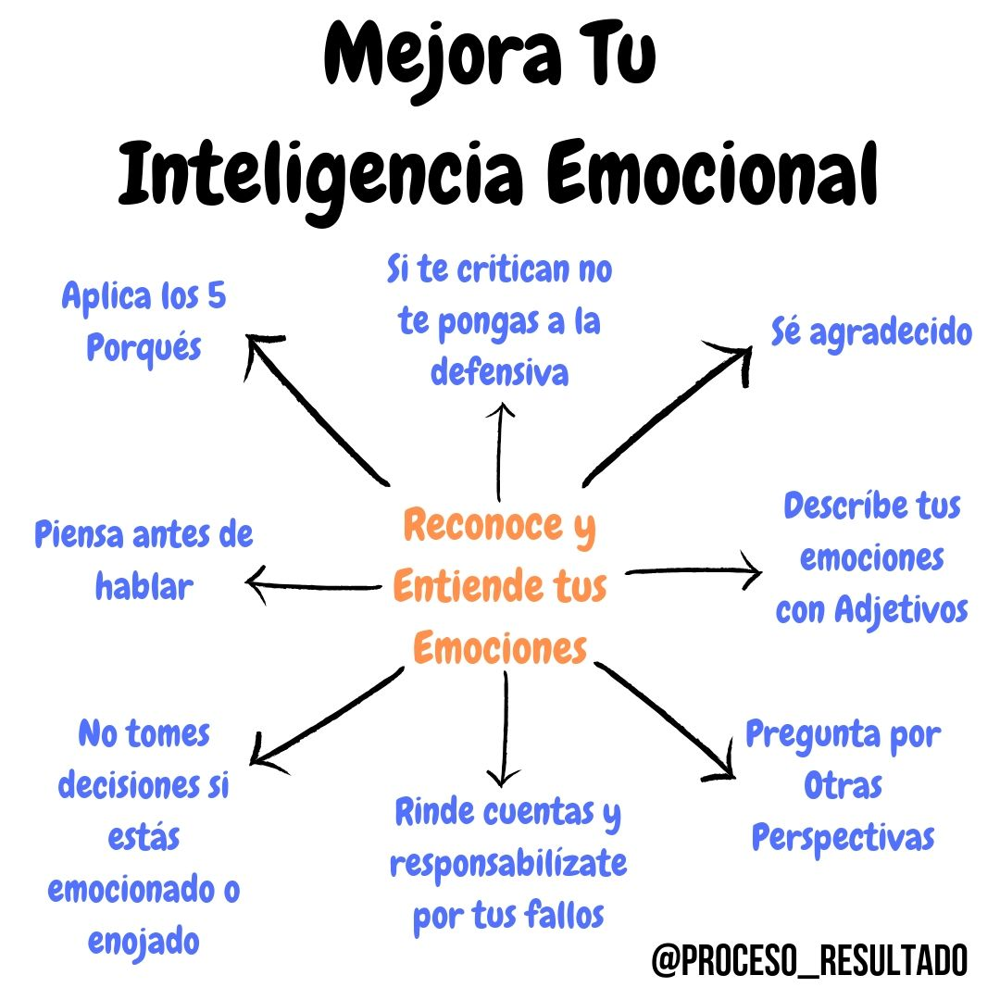 Mejora Tu
Inteligencia Emocional
Aplica los 5
Porqués
Si te critican no
te pongas a la
defensiva
Sé agradecido
Piensa antes de
hablar
Reconoce y
Entiende tus
Emociones
Descríbe tus
emociones
con Adjetivos
No tomes
decisiones si
estás
emocionado o
enojado
Rinde cuentas y
responsabilízate
por tus fallos
Pregunta por
Otras
Perspectivas
@PROCESO_RESULTADO